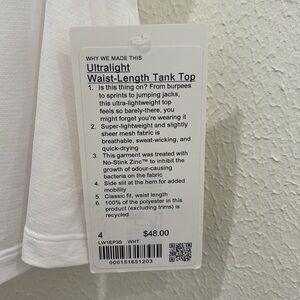 WHY WE MADE THIS
Ultralight
Waist-Length Tank Top
1. Is this thing on? From burpees
to sprints to jumping jacks,
this ultra-lightweight top
feels so barely-there, you
might forget you're wearing it
2. Super-lightweight and slightly
sheer mesh fabric is
breathable, sweat-wicking, and
quick-drying
3. This garment was treated with
No-Stink Zinc™ to inhibit the
growth of odour-causing
bacteria on the fabric
4. Side slit at the hem for added
mobility
5. Classic fit, waist length
6. 100% of the polyester in this
product (excluding trims) is
recycled
4 $48.00
LW1EP3S WHT
000151651203